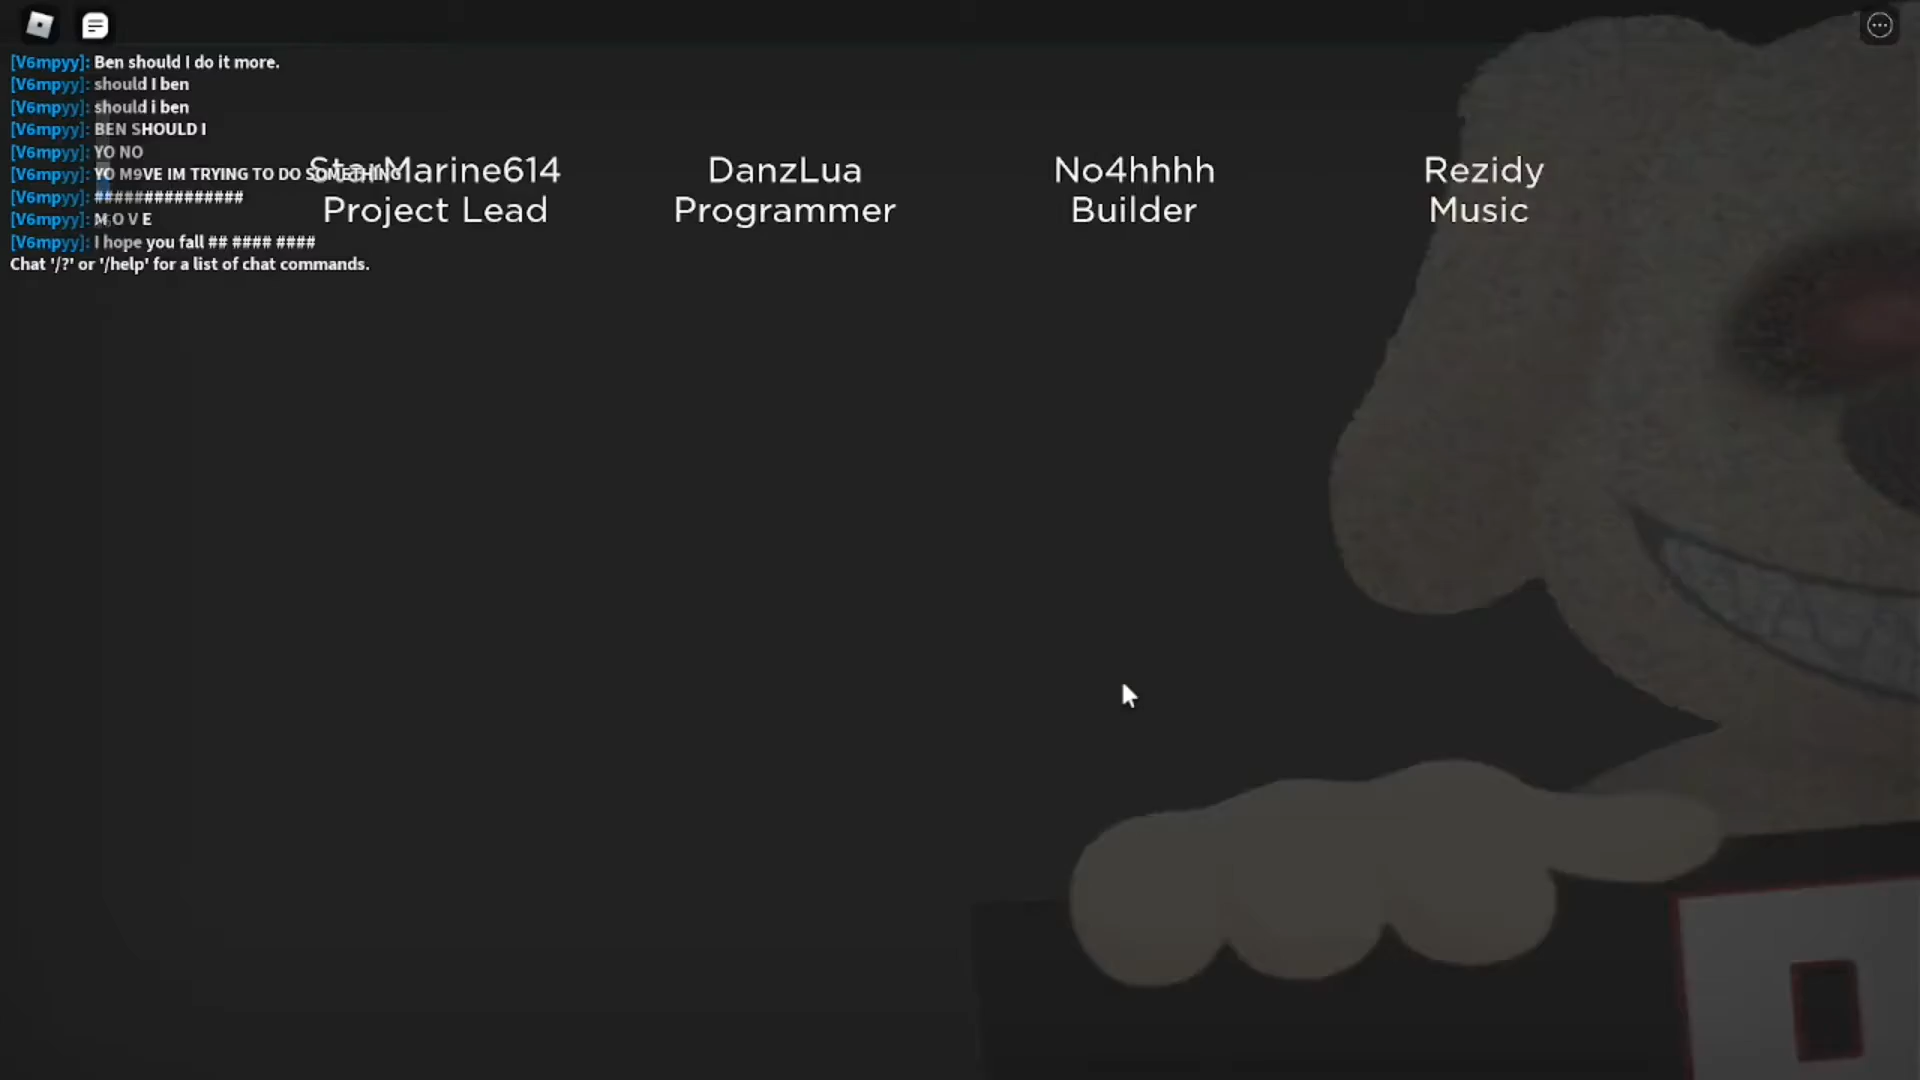 [V6mpyy]: Ben should I do it more.
[V6mpyy]: should I ben
[V6mpyy]: should i ben
[V6mpyy]: BEN SHOULD I
[V6mpyy]: YO NO
[V6mpyy]: YO M9VE IM TRYING TO DO SOMETHING
[V6mpyy]: ###############
[V6mpyy]: M O V E
[V6mpyy]: I hope you fall ## #### ####
Chat '/?' or '/help' for a list of chat commands.
StarMarine614
Project Lead
DanzLua
Programmer
No4hhhh
Builder
Rezidy
Music